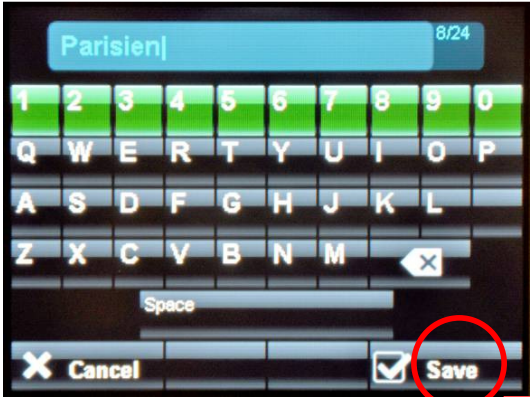 Parisien
8/24
1 2 3 4 5 6 7 8 9 0
Q W E R T Y U I O P
A S D F G H J K L
Z X C V B N M
Space
Cancel Save